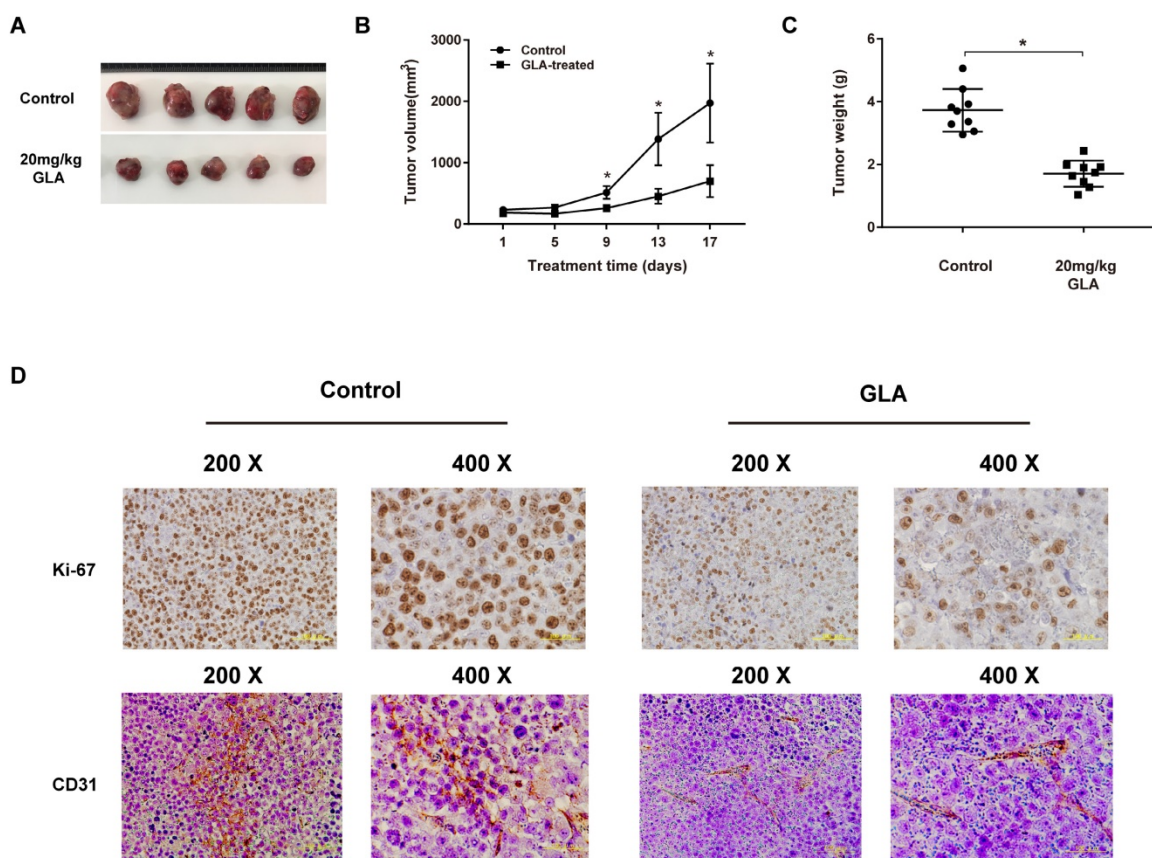 A
Control
20mg/kg
GLA
B
Tumor volume(mm³)
3000
2000
1000
0
Control
GLA-treated
*
*
*
1 5 9 13 17
Treatment time (days)
C
Tumor weight (g)
6
4
2
0
*
Control
20mg/kg
GLA
D
Control GLA
200 X 400 X 200 X 400 X
Ki-67
200 X 400 X 200 X 400 X
CD31